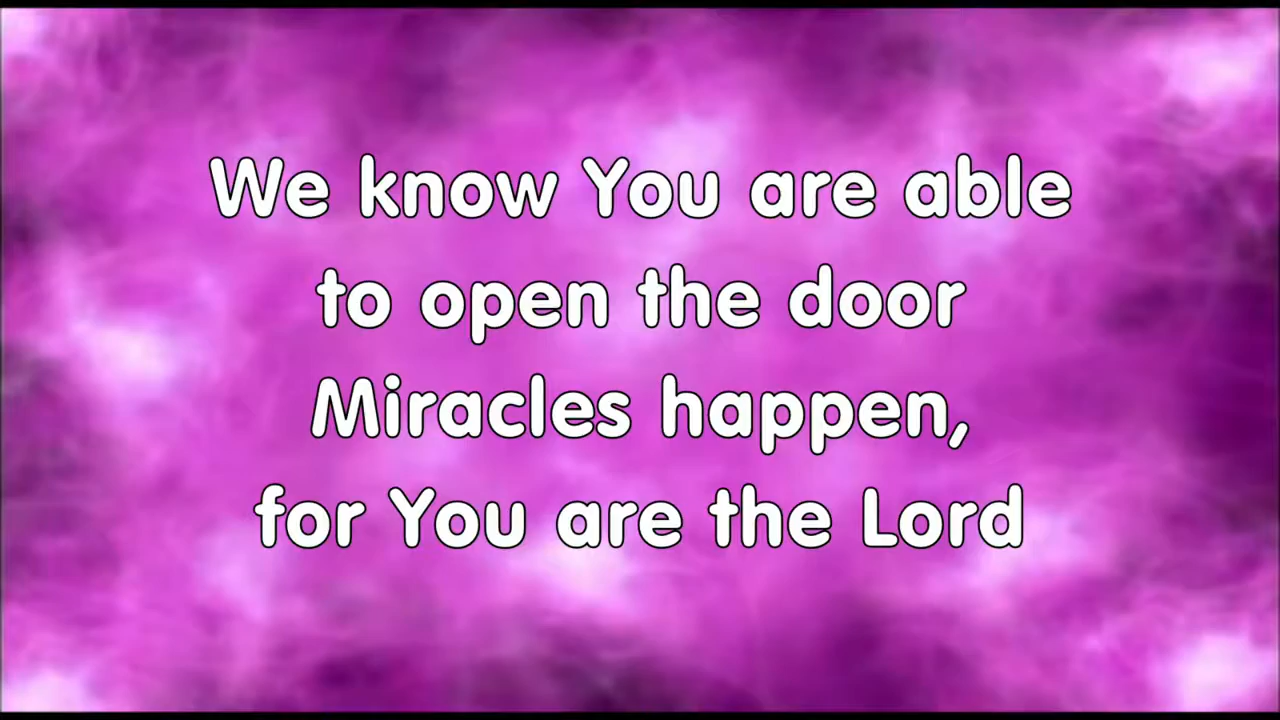 We know You are able
to open the door
Miracles happen,
for You are the Lord